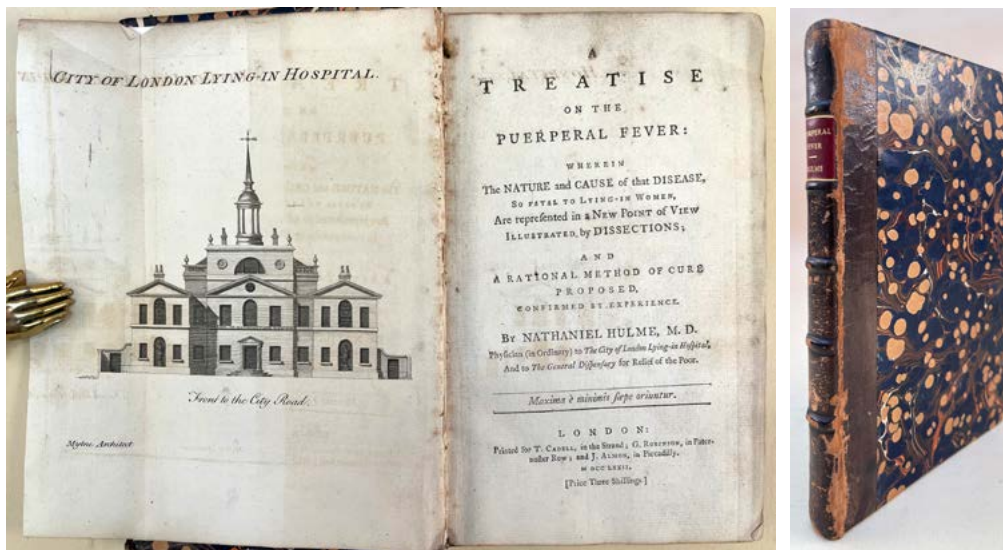 CITY OF LONDON LYING-IN HOSPITAL.
Front to the City Road.
Mylne Architect
A
TREATISE
ON THE
PUERPERAL FEVER:
WHEREIN
The NATURE and CAUSE of that DISEASE,
SO FATAL TO LYING-IN WOMEN,
Are represented in a NEW POINT OF VIEW
ILLUSTRATED by DISSECTIONS;
AND
A RATIONAL METHOD OF CURE
PROPOSED,
CONFIRMED BY EXPERIENCE.
By NATHANIEL HULME, M. D.
Phyſician (in Ordinary) to The City of London Lying-in Hoſpital,
And to The General Diſpenſary for Relief of the Poor.
Maxima è minimis ſæpe oriuntur.
LONDON:
Printed for T. CADELL, in the Strand; G. ROBINSON, in Pater-
noſter Row; and J. ALMON, in Piccadilly.
M DCC LXXII.
[Price Three Shillings]
PUERPERAL
FEVER
HULME